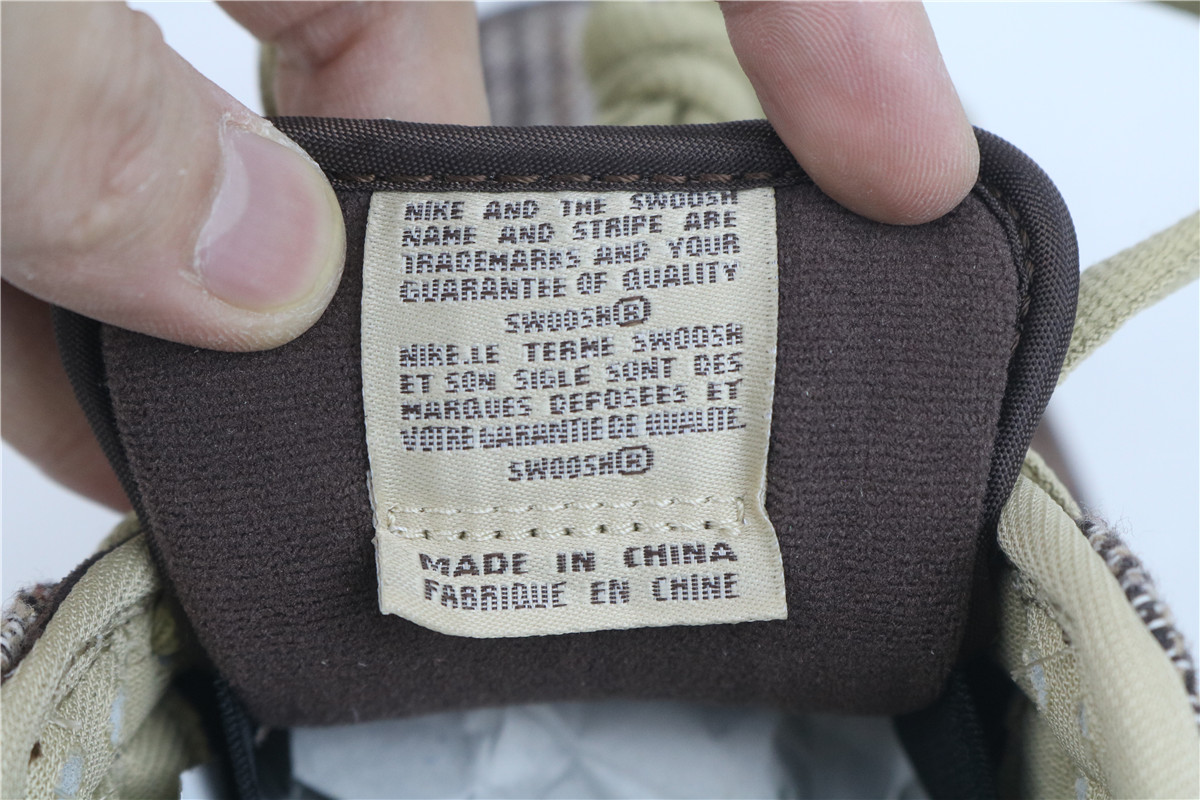 NIKE AND THE SWOOSH
NAME AND STRIPE ARE
TRADEMARKS AND YOUR
GUARANTEE OF QUALITY
SWOOSH®
NIKE.LE TERME SWOOSH
ET SON SIGLE SONT DES
MARQUES DEPOSEES ET
VOTRE GARANTIE DE QUALITE.
SWOOSH®
MADE IN CHINA
FABRIQUE EN CHINE